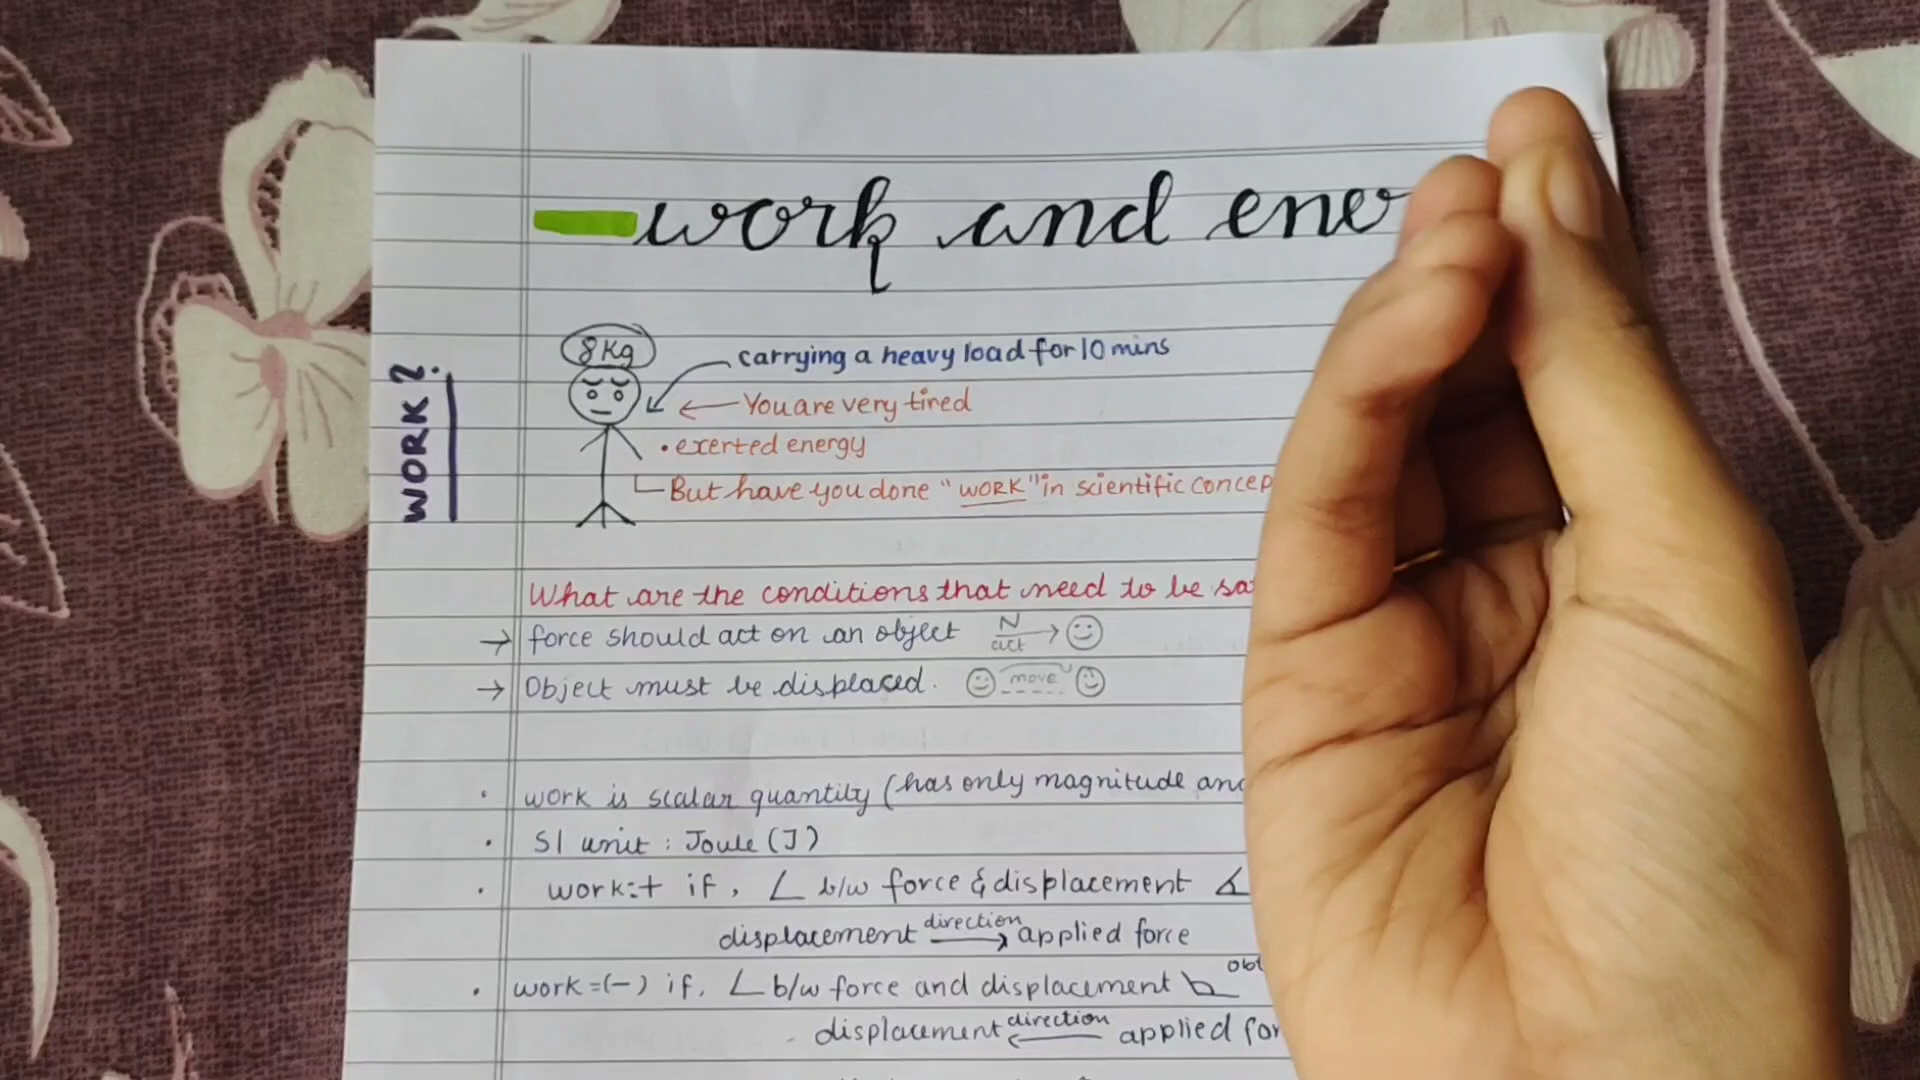 work and ene
8Kg
carrying a heavy load for 10 mins
WORK?
You are very tired
• exerted energy
But have you done "WORK" in scientific concep
What are the conditions that need to be sa
→ force should act on an object N act →
→ Object must be displaced. move
• work is scalar quantity (has only magnitude and
• SI unit : Joule (J)
• work:+ if, ∠ b/w force & displacement
displacement direction → applied force
• work =(-) if, ∠ b/w force and displacement obt
displacement direction ← applied for